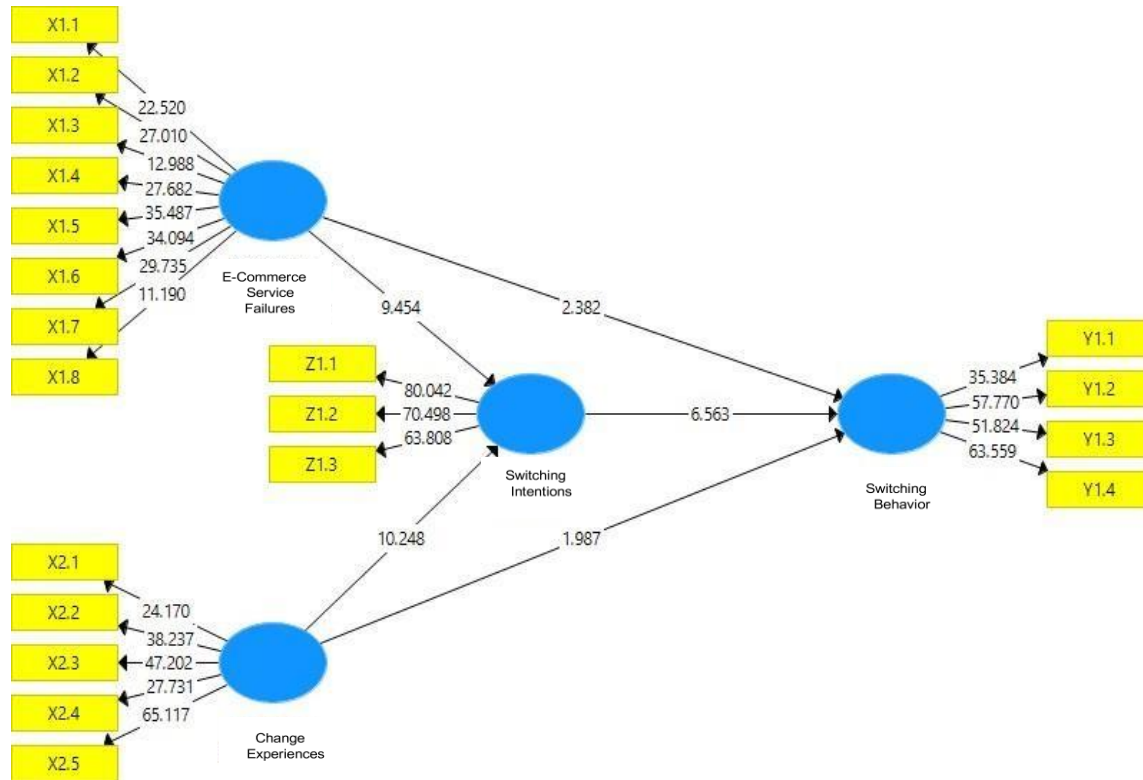 X1.1
X1.2
X1.3
X1.4
X1.5
X1.6
X1.7
X1.8
22.520
27.010
12.988
27.682
35.487
34.094
29.735
11.190
E-Commerce
Service
Failures
9.454
2.382
Z1.1
Z1.2
Z1.3
80.042
70.498
63.808
Switching
Intentions
6.563
Y1.1
Y1.2
Y1.3
Y1.4
35.384
57.770
51.824
63.559
Switching
Behavior
10.248
1.987
X2.1
X2.2
X2.3
X2.4
X2.5
24.170
38.237
47.202
27.731
65.117
Change
Experiences